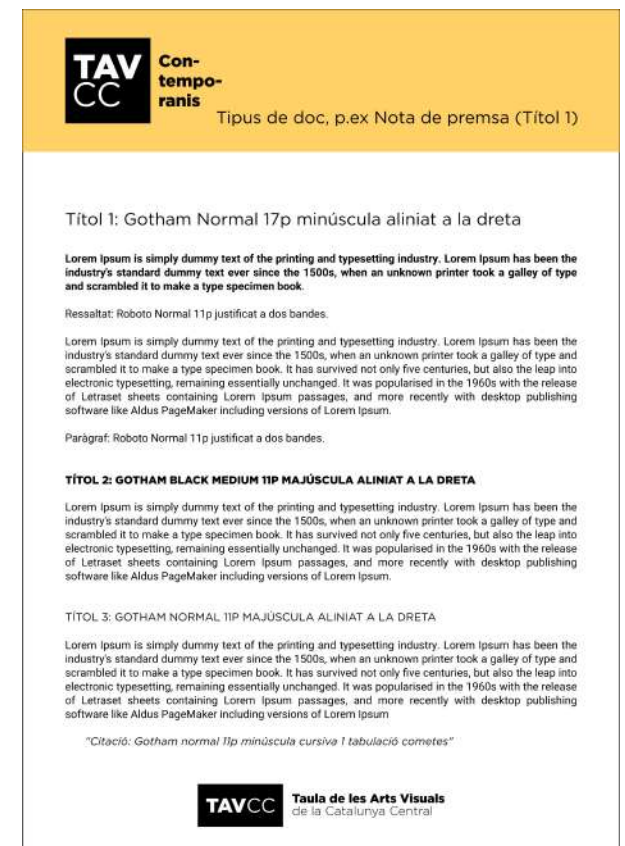 TAV
CC
Con-
tempo-
ranis
Tipus de doc, p.ex Nota de premsa (Títol 1)
Títol 1: Gotham Normal 17p minúscula aliniat a la dreta
Lorem Ipsum is simply dummy text of the printing and typesetting industry. Lorem Ipsum has been the
industry's standard dummy text ever since the 1500s, when an unknown printer took a galley of type
and scrambled it to make a type specimen book.
Ressaltat: Roboto Normal 11p justificat a dos bandes.
Lorem Ipsum is simply dummy text of the printing and typesetting industry. Lorem Ipsum has been the
industry's standard dummy text ever since the 1500s, when an unknown printer took a galley of type and
scrambled it to make a type specimen book. It has survived not only five centuries, but also the leap into
electronic typesetting, remaining essentially unchanged. It was popularised in the 1960s with the release
of Letraset sheets containing Lorem Ipsum passages, and more recently with desktop publishing
software like Aldus PageMaker including versions of Lorem Ipsum.
Paràgraf: Roboto Normal 11p justificat a dos bandes.
TÍTOL 2: GOTHAM BLACK MEDIUM 11P MAJÚSCULA ALINIAT A LA DRETA
Lorem Ipsum is simply dummy text of the printing and typesetting industry. Lorem Ipsum has been the
industry's standard dummy text ever since the 1500s, when an unknown printer took a galley of type and
scrambled it to make a type specimen book. It has survived not only five centuries, but also the leap into
electronic typesetting, remaining essentially unchanged. It was popularised in the 1960s with the release
of Letraset sheets containing Lorem Ipsum passages, and more recently with desktop publishing
software like Aldus PageMaker including versions of Lorem Ipsum.
TÍTOL 3: GOTHAM NORMAL 11P MAJÚSCULA ALINIAT A LA DRETA
Lorem Ipsum is simply dummy text of the printing and typesetting industry. Lorem Ipsum has been the
industry's standard dummy text ever since the 1500s, when an unknown printer took a galley of type and
scrambled it to make a type specimen book. It has survived not only five centuries, but also the leap into
electronic typesetting, remaining essentially unchanged. It was popularised in the 1960s with the release
of Letraset sheets containing Lorem Ipsum passages, and more recently with desktop publishing
software like Aldus PageMaker including versions of Lorem Ipsum
"Citació: Gotham normal 11p minúscula cursiva 1 tabulació cometes"
TAVCC
Taula de les Arts Visuals
de la Catalunya Central